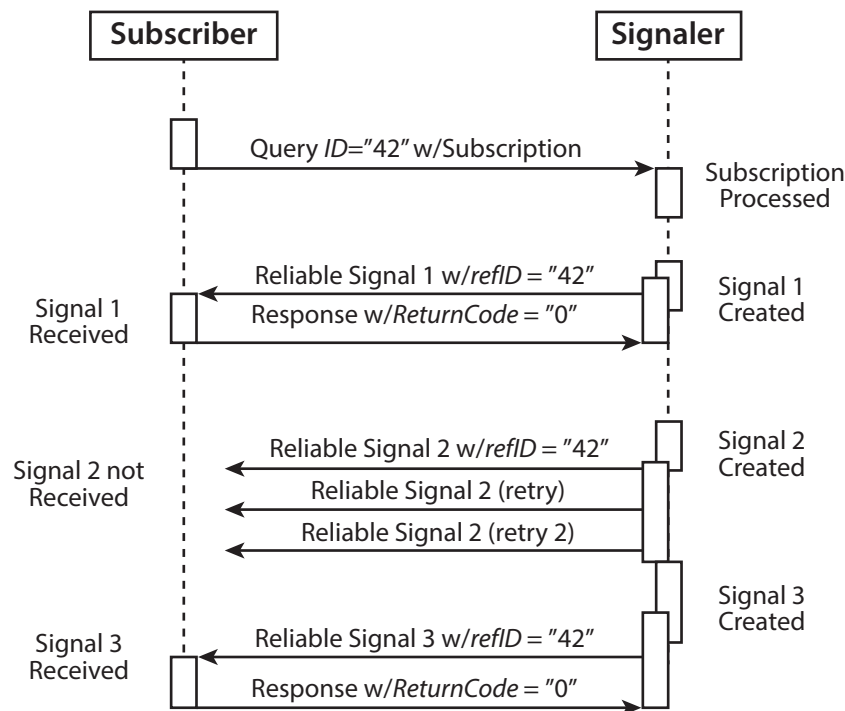 Subscriber
Signaler
Query ID=”42” w/Subscription
Subscription
Processed
Reliable Signal 1 w/refID = ”42”
Signal 1
Created
Signal 1
Received
Response w/ReturnCode = ”0”
Signal 2
Created
Reliable Signal 2 w/refID = ”42”
Signal 2 not
Received
Reliable Signal 2 (retry)
Reliable Signal 2 (retry 2)
Signal 3
Created
Signal 3
Received
Reliable Signal 3 w/refID = ”42”
Response w/ReturnCode = ”0”